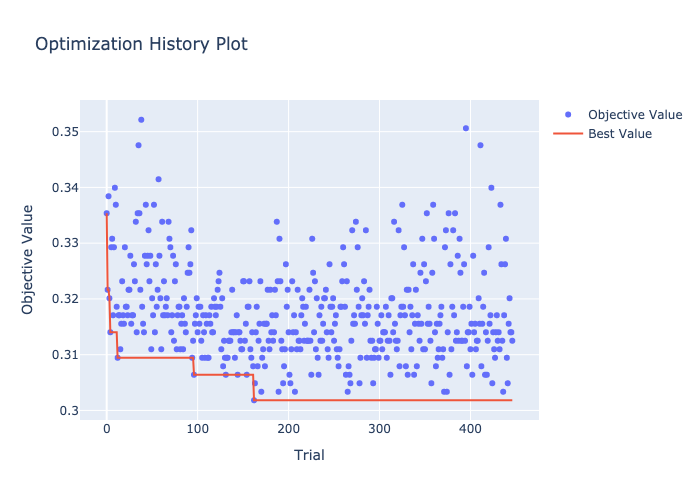 Optimization History Plot
Objective Value
Best Value
0.35
0.34
0.33
0.32
0.31
0.3
Objective Value
0
100
200
300
400
Trial